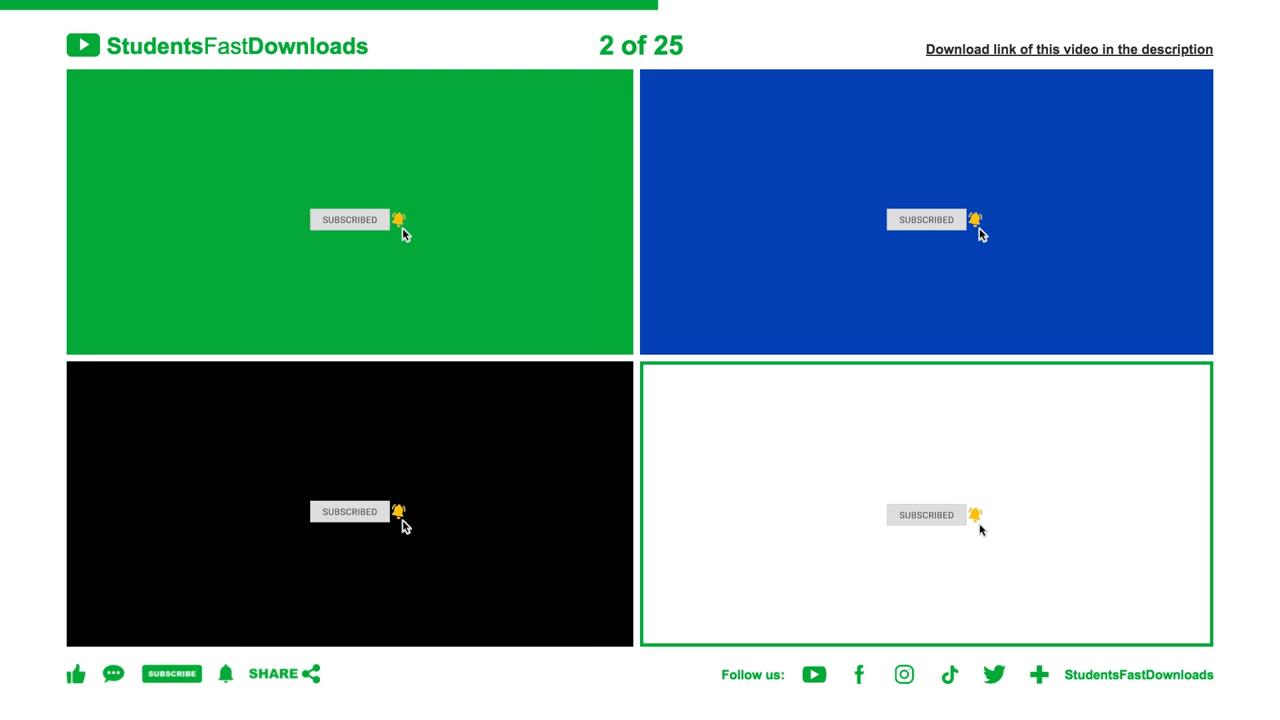 StudentsFastDownloads
2 of 25
Download link of this video in the description
SUBSCRIBED
SUBSCRIBED
SUBSCRIBED
SUBSCRIBED
SUBSCRIBE
SHARE
Follow us:
StudentsFastDownloads